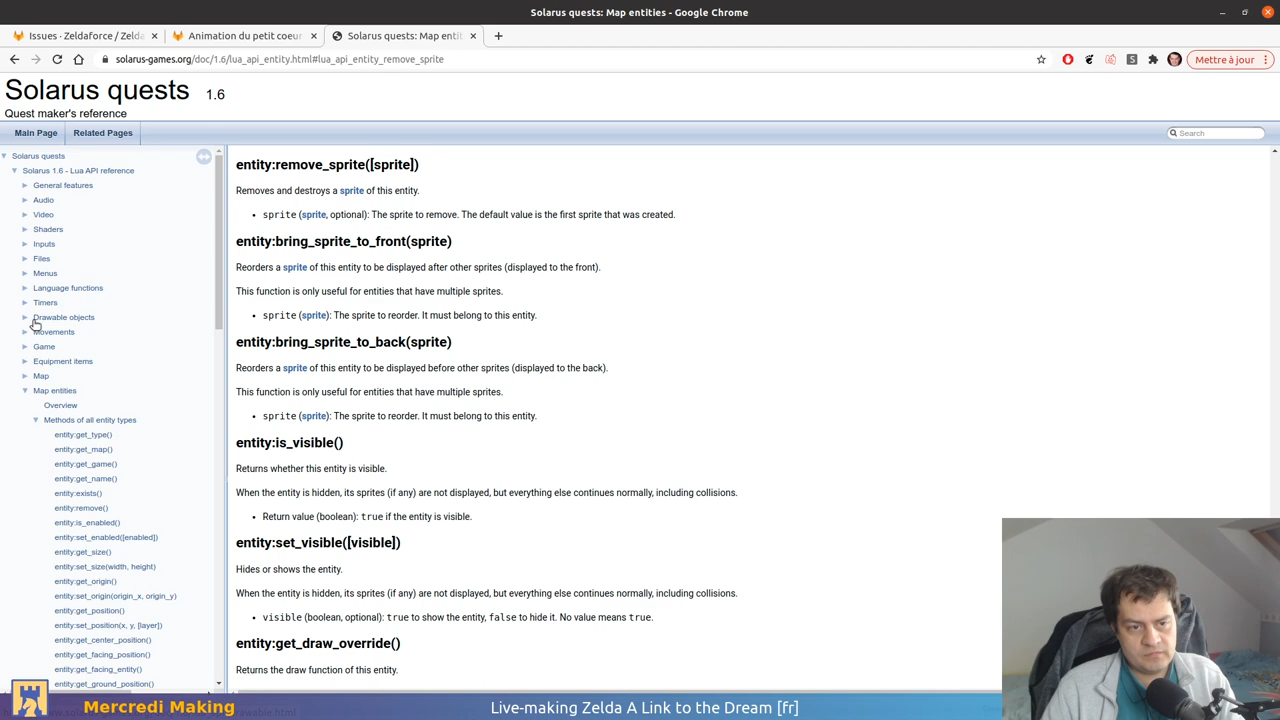 Solarus quests: Map entities - Google Chrome
Issues · Zeldaforce / Zelda
Animation du petit coeur
Solarus quests: Map entit
solarus-games.org/doc/1.6/lua_api_entity.html#lua_api_entity_remove_sprite
Mettre à jour
Solarus quests 1.6
Quest maker's reference
Main Page
Related Pages
Search
Solarus quests
Solarus 1.6 - Lua API reference
General features
Audio
Video
Shaders
Inputs
Files
Menus
Language functions
Timers
Drawable objects
Movements
Game
Equipment items
Map
Map entities
Overview
Methods of all entity types
entity:get_type()
entity:get_map()
entity:get_game()
entity:get_name()
entity:exists()
entity:remove()
entity:is_enabled()
entity:set_enabled([enabled])
entity:get_size()
entity:set_size(width, height)
entity:get_origin()
entity:set_origin(origin_x, origin_y)
entity:get_position()
entity:set_position(x, y, [layer])
entity:get_center_position()
entity:get_facing_position()
entity:get_facing_entity()
entity:get_ground_position()
entity:remove_sprite([sprite])
Removes and destroys a sprite of this entity.
• sprite (sprite, optional): The sprite to remove. The default value is the first sprite that was created.
entity:bring_sprite_to_front(sprite)
Reorders a sprite of this entity to be displayed after other sprites (displayed to the front).
This function is only useful for entities that have multiple sprites.
• sprite (sprite): The sprite to reorder. It must belong to this entity.
entity:bring_sprite_to_back(sprite)
Reorders a sprite of this entity to be displayed before other sprites (displayed to the back).
This function is only useful for entities that have multiple sprites.
• sprite (sprite): The sprite to reorder. It must belong to this entity.
entity:is_visible()
Returns whether this entity is visible.
When the entity is hidden, its sprites (if any) are not displayed, but everything else continues normally, including collisions.
• Return value (boolean): true if the entity is visible.
entity:set_visible([visible])
Hides or shows the entity.
When the entity is hidden, its sprites (if any) are not displayed, but everything else continues normally, including collisions.
• visible (boolean, optional): true to show the entity, false to hide it. No value means true.
entity:get_draw_override()
Returns the draw function of this entity.
Mercredi Making
Live-making Zelda A Link to the Dream [fr]